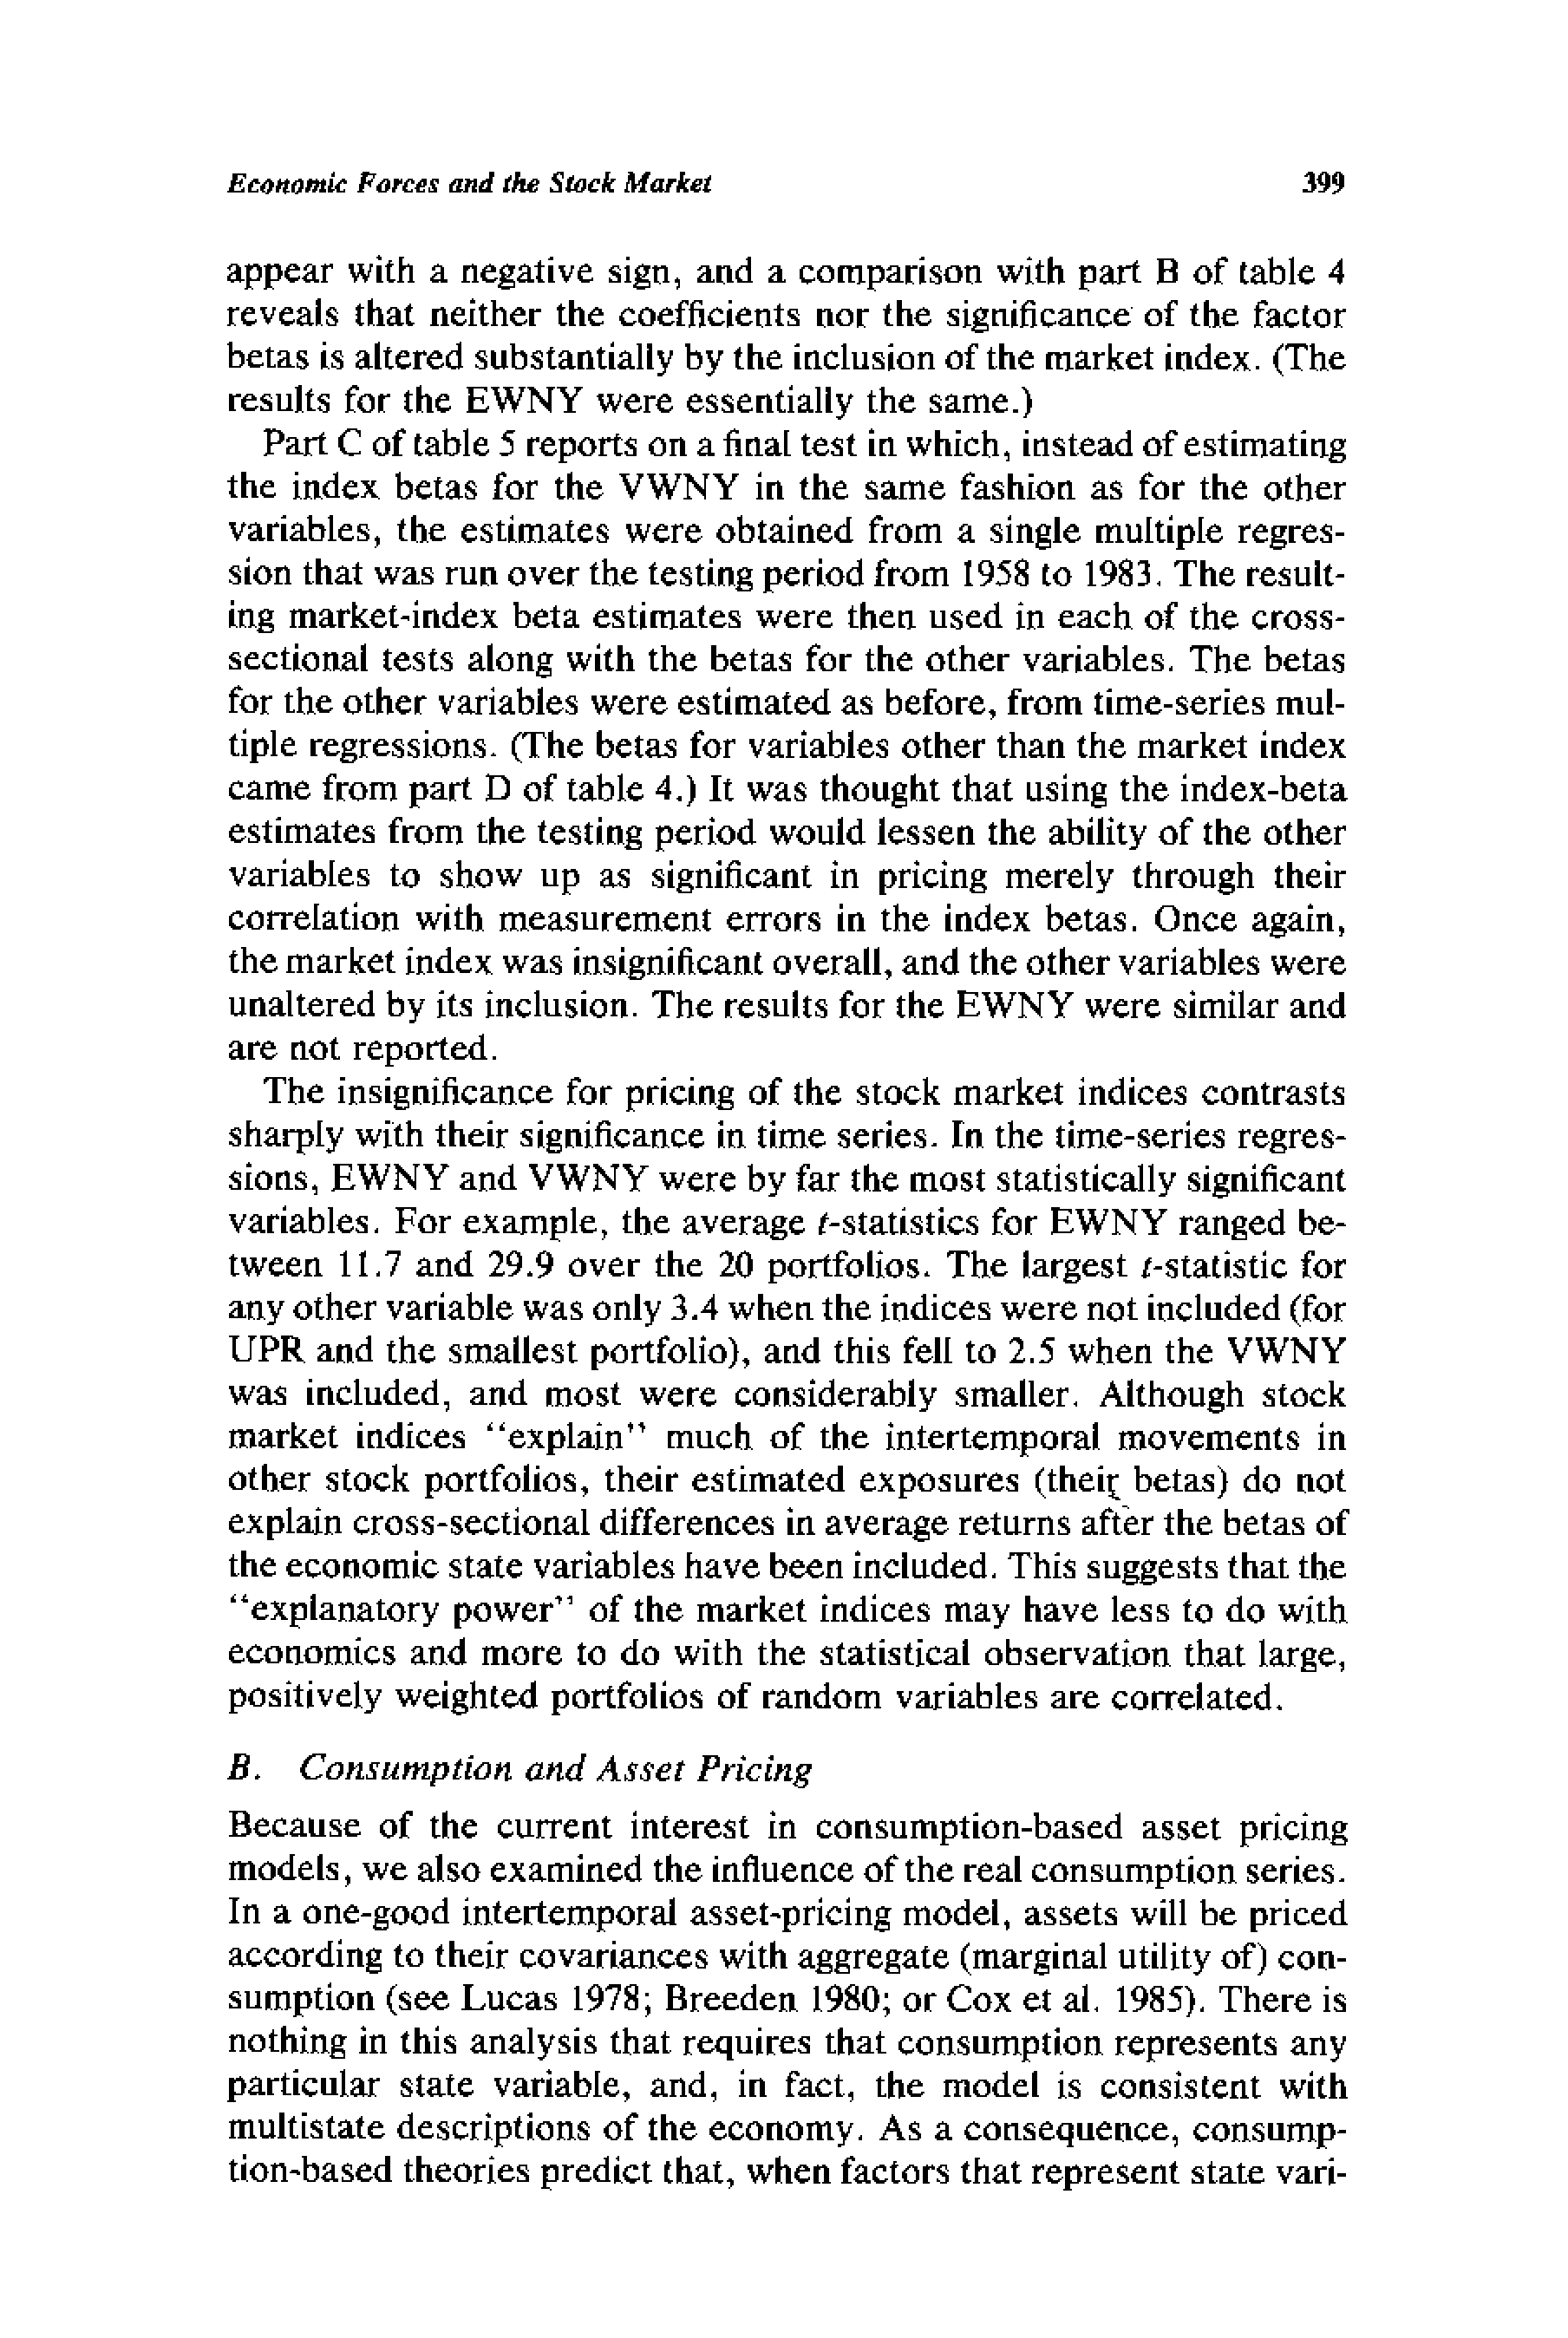 Economic Forces and the Stock Market 399
appear with a negative sign, and a comparison with part B of table 4
reveals that neither the coefficients nor the significance of the factor
betas is altered substantially by the inclusion of the market index. (The
results for the EWNY were essentially the same.)
Part C of table 5 reports on a final test in which, instead of estimating
the index betas for the VWNY in the same fashion as for the other
variables, the estimates were obtained from a single multiple regres-
sion that was run over the testing period from 1958 to 1983. The result-
ing market-index beta estimates were then used in each of the cross-
sectional tests along with the betas for the other variables. The betas
for the other variables were estimated as before, from time-series mul-
tiple regressions. (The betas for variables other than the market index
came from part D of table 4.) It was thought that using the index-beta
estimates from the testing period would lessen the ability of the other
variables to show up as significant in pricing merely through their
correlation with measurement errors in the index betas. Once again,
the market index was insignificant overall, and the other variables were
unaltered by its inclusion. The results for the EWNY were similar and
are not reported.
The insignificance for pricing of the stock market indices contrasts
sharply with their significance in time series. In the time-series regres-
sions, EWNY and VWNY were by far the most statistically significant
variables. For example, the average t-statistics for EWNY ranged be-
tween 11.7 and 29.9 over the 20 portfolios. The largest t-statistic for
any other variable was only 3.4 when the indices were not included (for
UPR and the smallest portfolio), and this fell to 2.5 when the VWNY
was included, and most were considerably smaller. Although stock
market indices "explain" much of the intertemporal movements in
other stock portfolios, their estimated exposures (their betas) do not
explain cross-sectional differences in average returns after the betas of
the economic state variables have been included. This suggests that the
"explanatory power" of the market indices may have less to do with
economics and more to do with the statistical observation that large,
positively weighted portfolios of random variables are correlated.
B. Consumption and Asset Pricing
Because of the current interest in consumption-based asset pricing
models, we also examined the influence of the real consumption series.
In a one-good intertemporal asset-pricing model, assets will be priced
according to their covariances with aggregate (marginal utility of) con-
sumption (see Lucas 1978; Breeden 1980; or Cox et al. 1985). There is
nothing in this analysis that requires that consumption represents any
particular state variable, and, in fact, the model is consistent with
multistate descriptions of the economy. As a consequence, consump-
tion-based theories predict that, when factors that represent state vari-